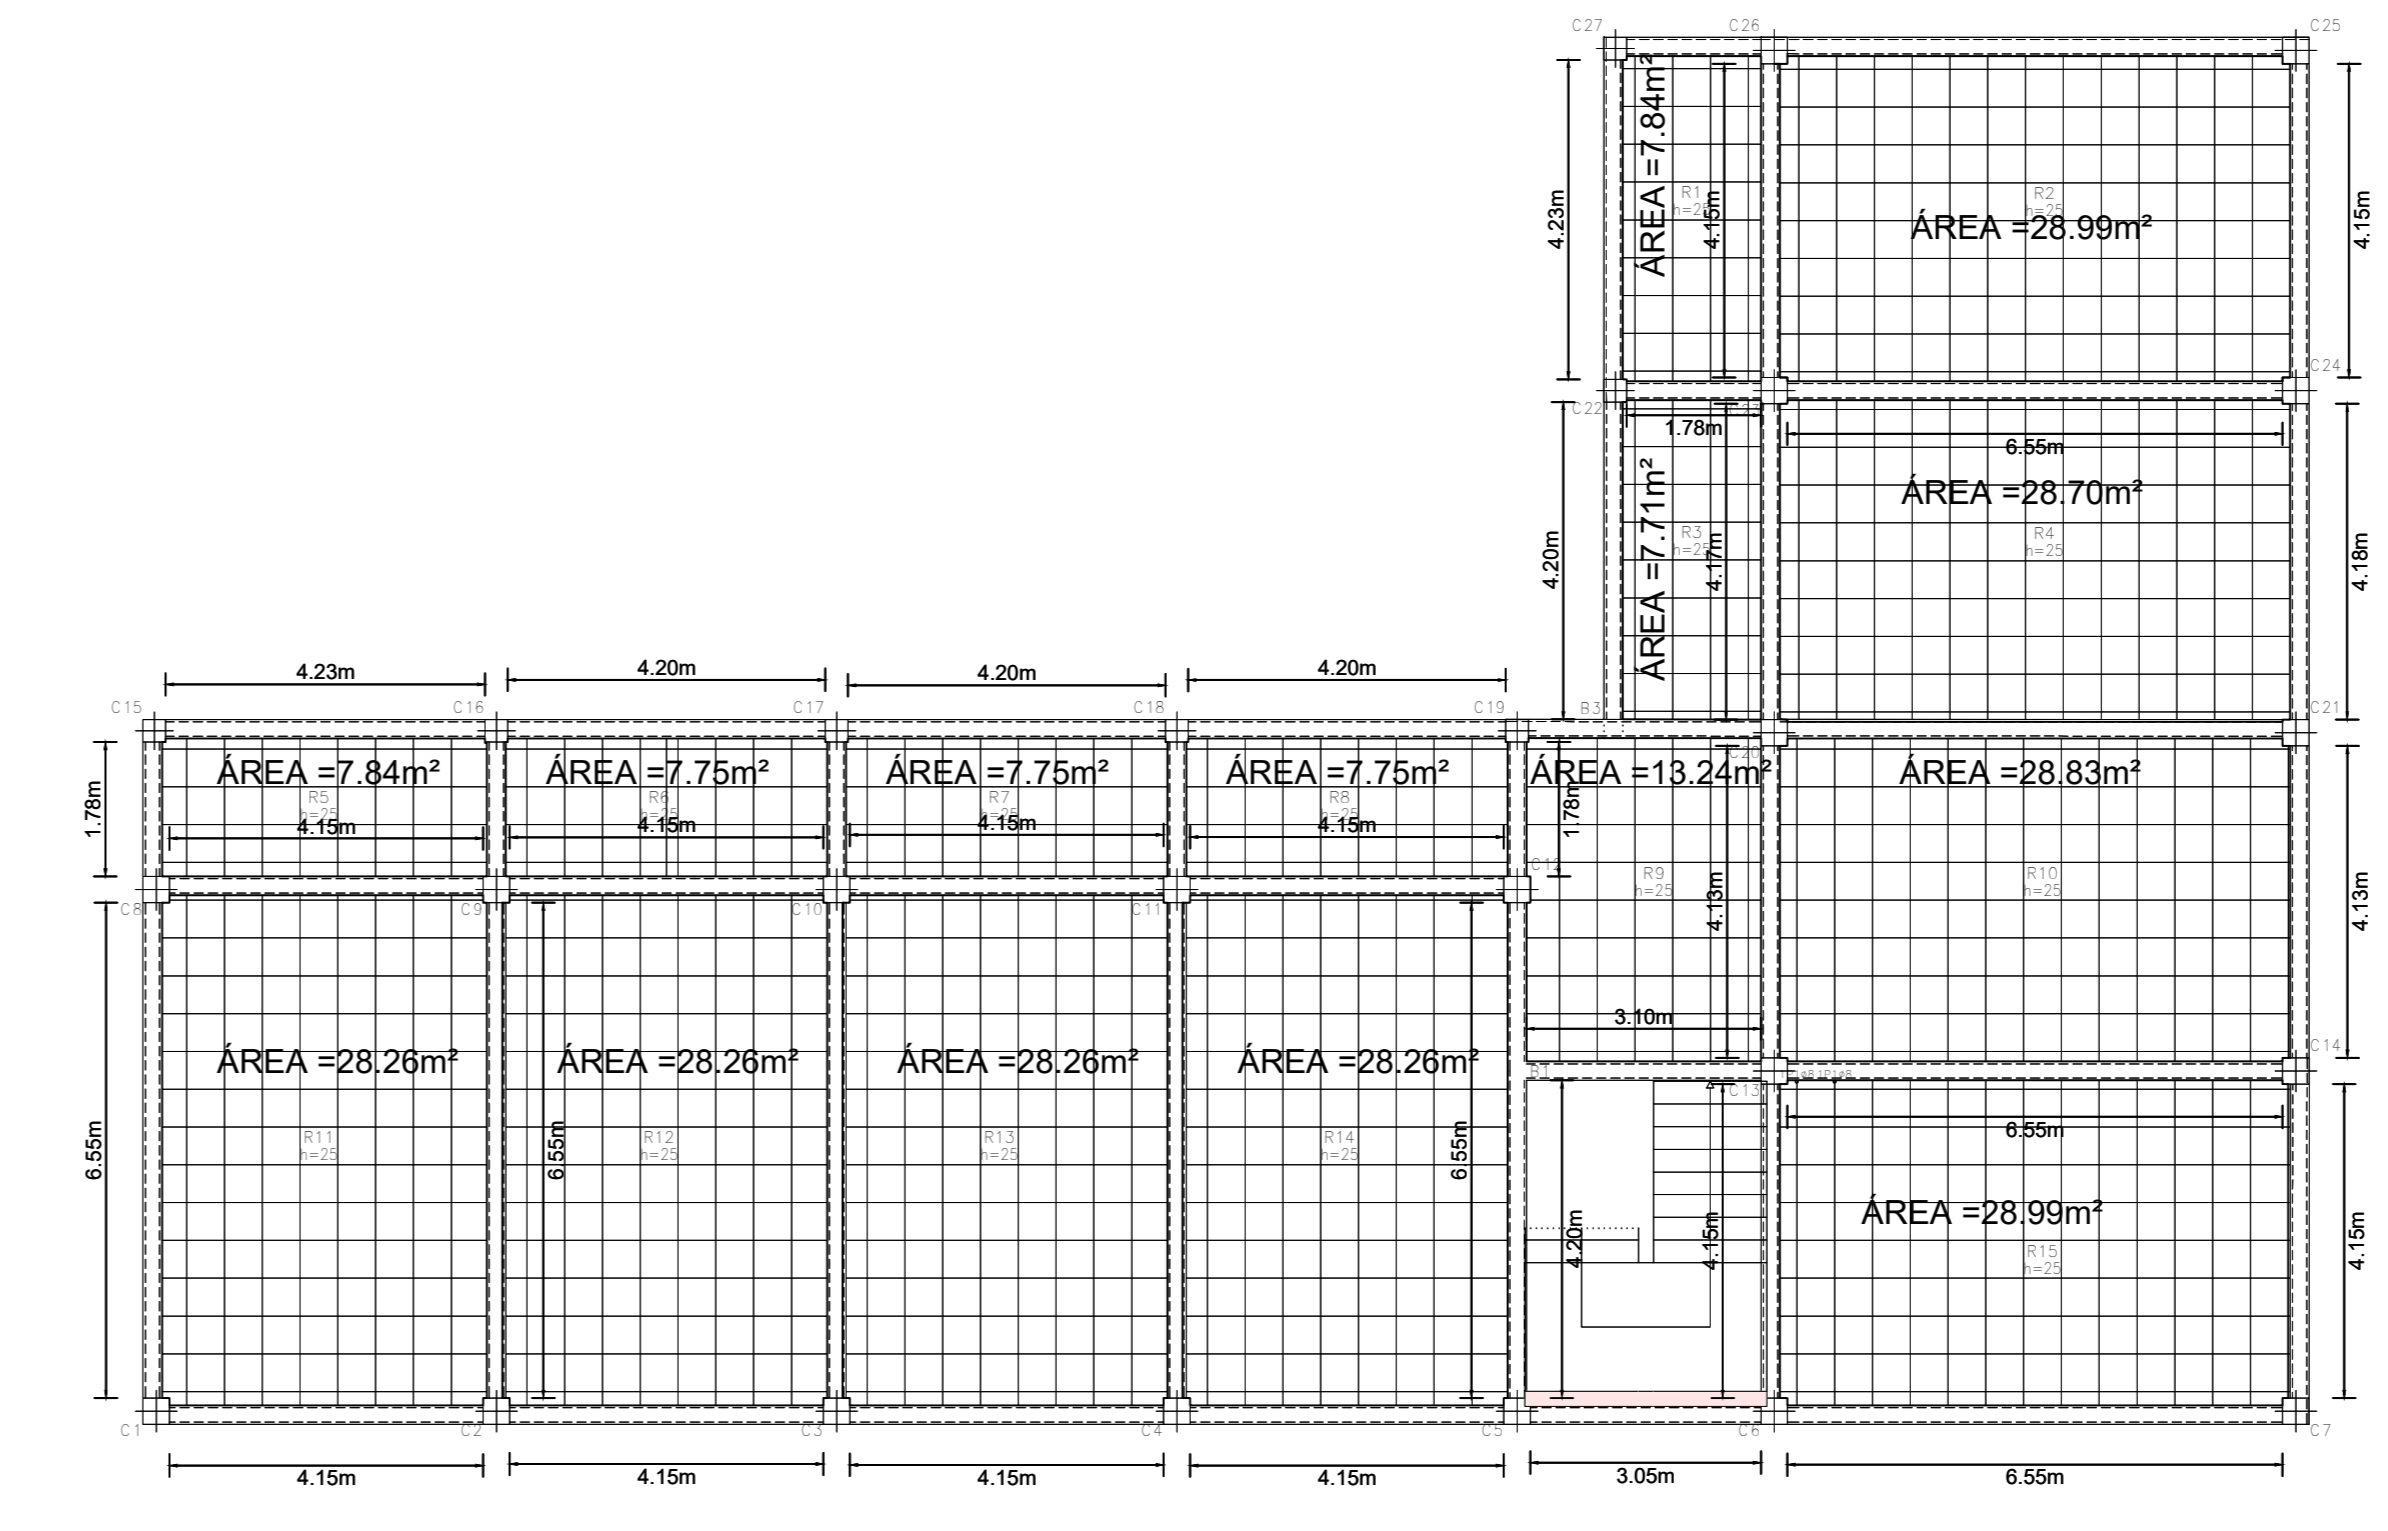 C27
C26
C25
ÁREA =7.84m²
R1
h=25
4.15m
4.23m
R2
h=25
ÁREA =28.99m²
4.15m
C24
C22
C23
1.78m
6.55m
ÁREA =28.70m²
ÁREA =7.71m²
R3
h=25
4.17m
4.20m
R4
h=25
4.18m
4.23m
4.20m
4.20m
4.20m
C15
C16
C17
C18
C19
B3
C21
1.78m
ÁREA =7.84m²
ÁREA =7.75m²
ÁREA =7.75m²
ÁREA =7.75m²
ÁREA =13.24m²
C20
ÁREA =28.83m²
R5
h=25
4.15m
R6
h=25
4.15m
R7
h=25
4.15m
R8
h=25
4.15m
1.78m
C12
R9
h=25
4.13m
R10
h=25
4.13m
C8
C9
C10
C11
3.10m
C14
ÁREA =28.26m²
ÁREA =28.26m²
ÁREA =28.26m²
ÁREA =28.26m²
B1
C13
6.55m
6.55m
R11
h=25
6.55m
R12
h=25
R13
h=25
R14
h=25
6.55m
4.20m
4.15m
ÁREA =28.99m²
R15
h=25
4.15m
C1
C2
C3
C4
C5
C6
C7
4.15m
4.15m
4.15m
4.15m
3.05m
6.55m